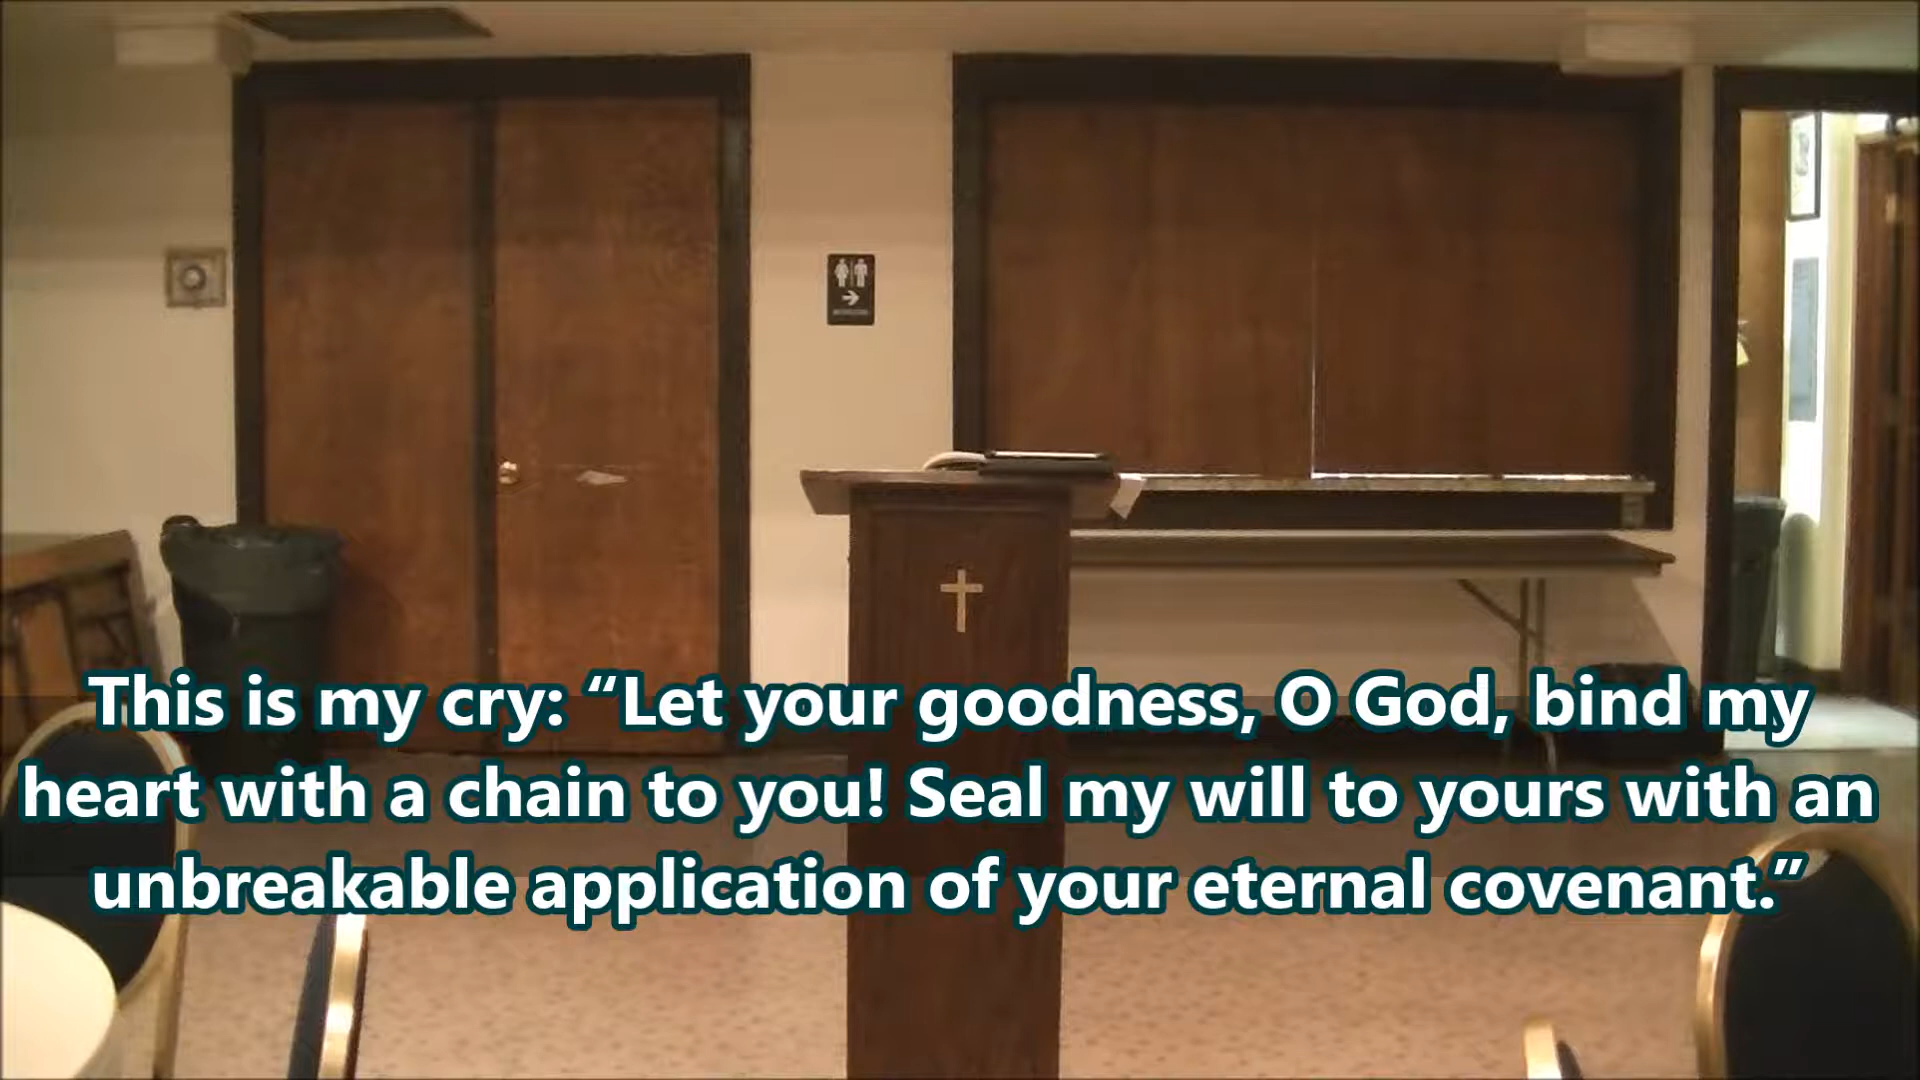 This is my cry: “Let your goodness, O God, bind my
heart with a chain to you! Seal my will to yours with an
unbreakable application of your eternal covenant.”